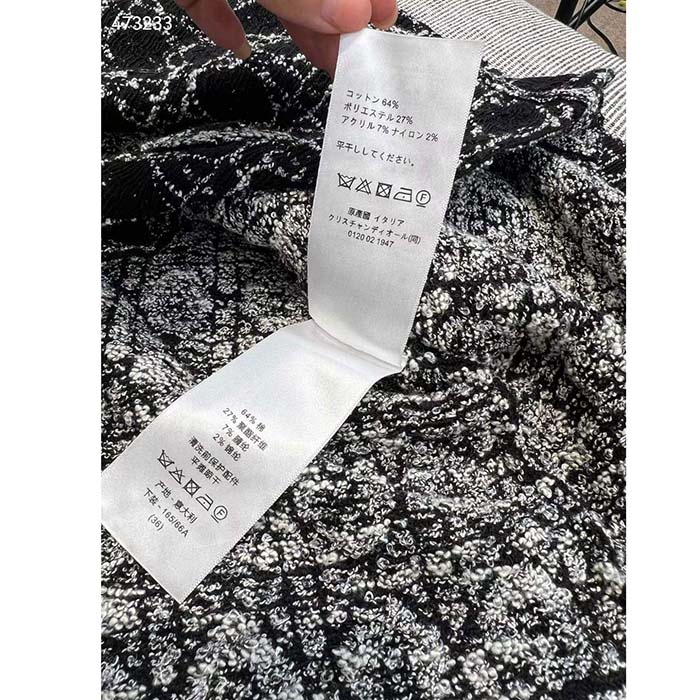 473233
コットン 64%
ポリエステル 27%
アクリル 7% ナイロン 2%
平干ししてください。
F
原產國 イタリア
クリスチャンディオール(同)
0120 02 1947
64% 棉
27% 聚酯纤维
7% 腈纶
2% 锦纶
清洗前保护配件
平摊晾干
F
产地: 意大利
下装 - 165/66A
(36)